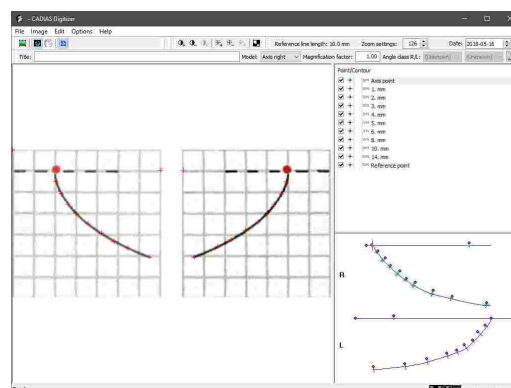 - CADIAS Digitizer
File Image Edit Options Help
Reference line length: 10.0 mm Zoom settings: 126 Date: 2018-05-16
Title: Model: Axis right Magnification factor: 1.00 Angle class R/L: (Unknown) (Unknown)
Point/Contour
Axis point
1. mm
2. mm
3. mm
4. mm
5. mm
6. mm
8. mm
10. mm
14. mm
Reference point
R
L